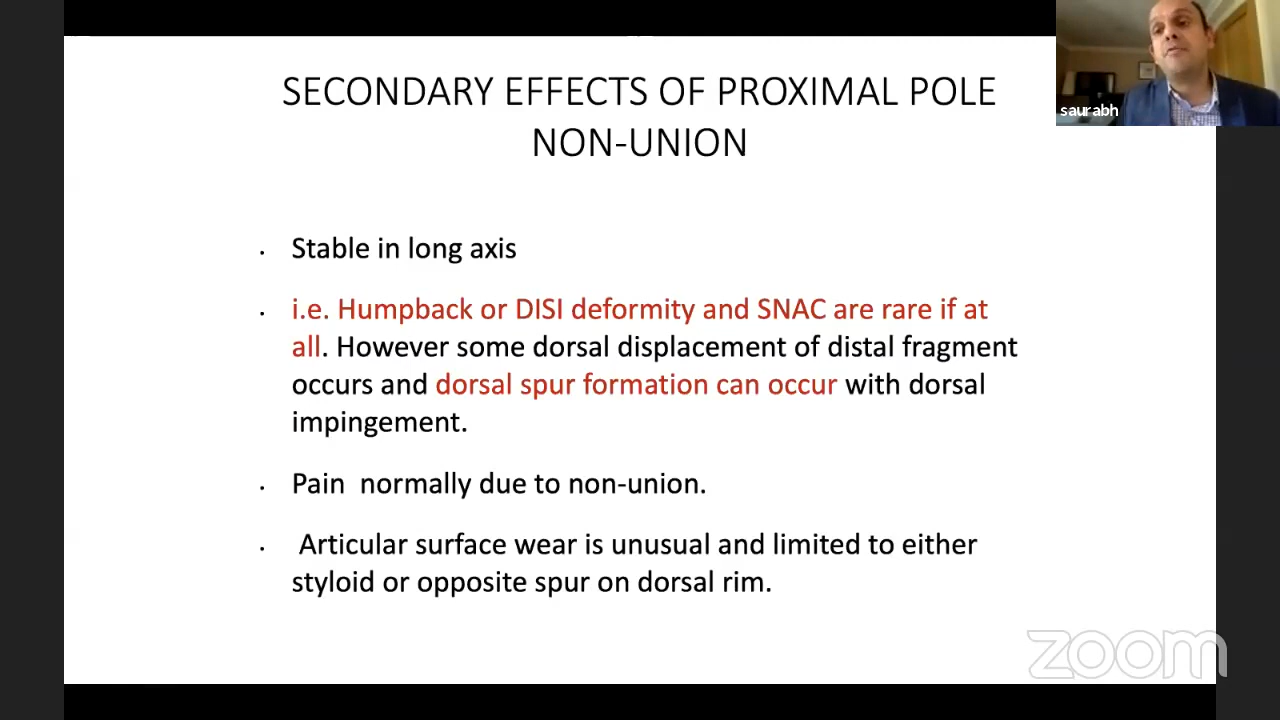 SECONDARY EFFECTS OF PROXIMAL POLE
NON-UNION
saurabh
· Stable in long axis
· i.e. Humpback or DISI deformity and SNAC are rare if at
all. However some dorsal displacement of distal fragment
occurs and dorsal spur formation can occur with dorsal
impingement.
· Pain normally due to non-union.
· Articular surface wear is unusual and limited to either
styloid or opposite spur on dorsal rim.
zoom